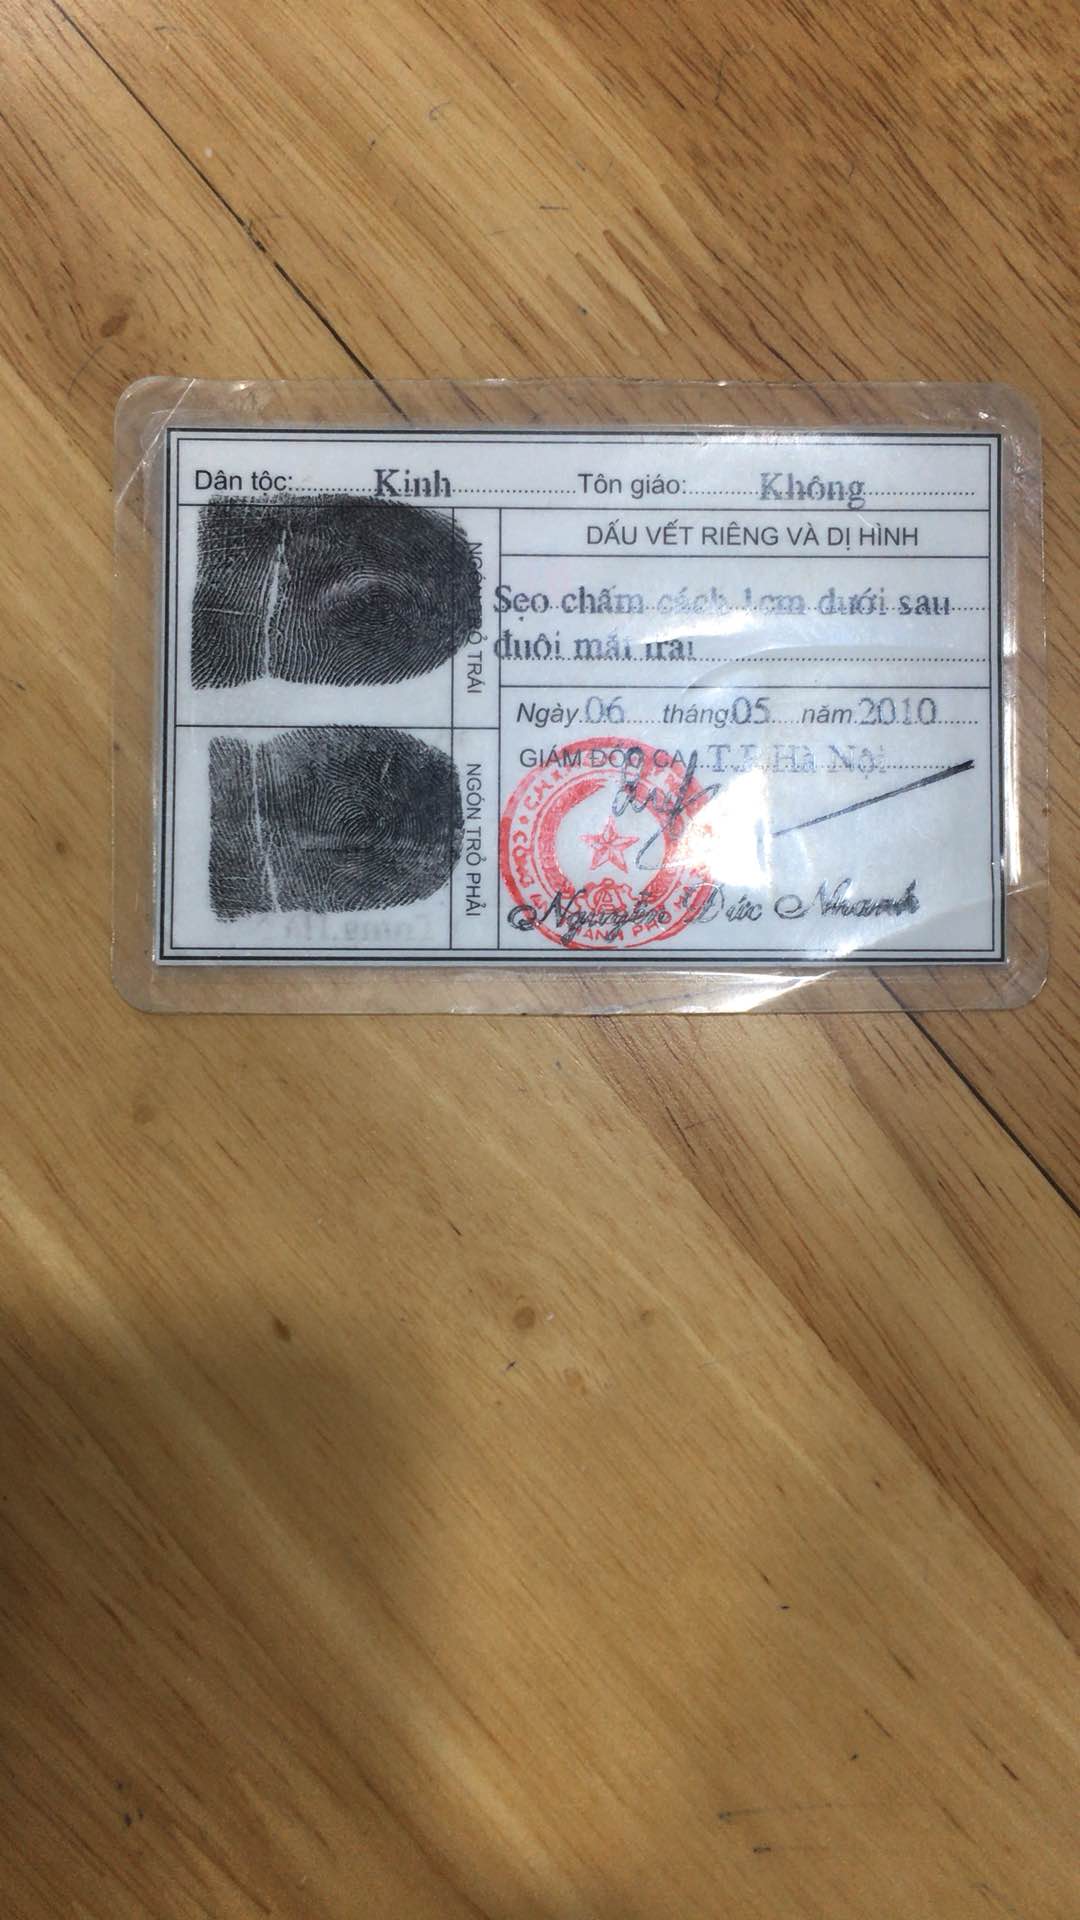 Dân tộc: Kinh Tôn giáo: Không
DẤU VẾT RIÊNG VÀ DỊ HÌNH
NGÓN TRỎ TRÁI
Sẹo chấm cách 1cm dưới sau
đuôi mắt trái
Ngày 06 tháng 05 năm 2010
GIÁM ĐỐC CA T.P Hà Nội
NGÓN TRỎ PHẢI
Nguyễn Đức Nhanh